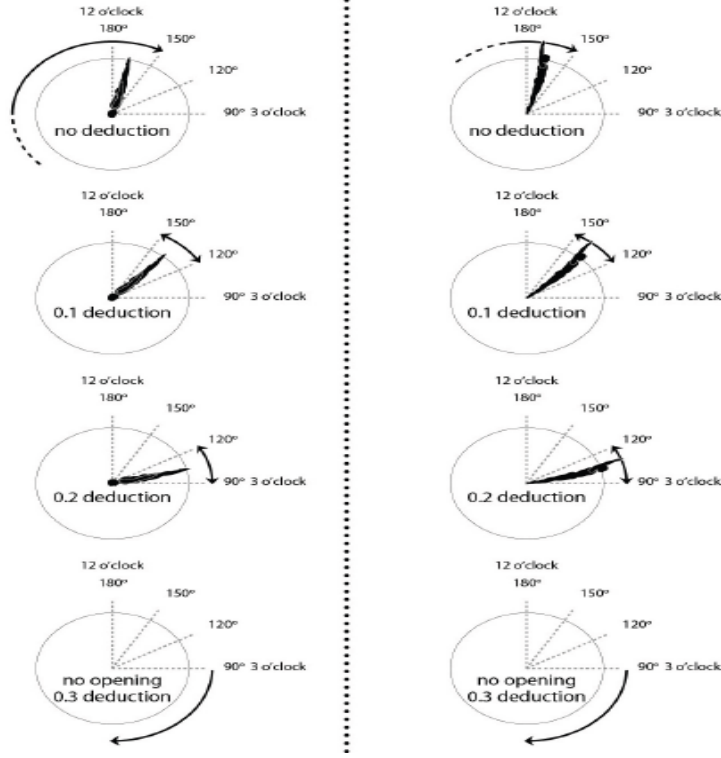 12 o'clock
180º
150º
120º
90º 3 o'clock
no deduction
12 o'clock
180º
150º
120º
90º 3 o'clock
0.1 deduction
12 o'clock
180º
150º
120º
90º 3 o'clock
0.2 deduction
12 o'clock
180º
150º
120º
90º 3 o'clock
no opening
0.3 deduction
12 o'clock
180º
150º
120º
90º 3 o'clock
no deduction
12 o'clock
180º
150º
120º
90º 3 o'clock
0.1 deduction
12 o'clock
180º
150º
120º
90º 3 o'clock
0.2 deduction
12 o'clock
180º
150º
120º
90º 3 o'clock
no opening
0.3 deduction